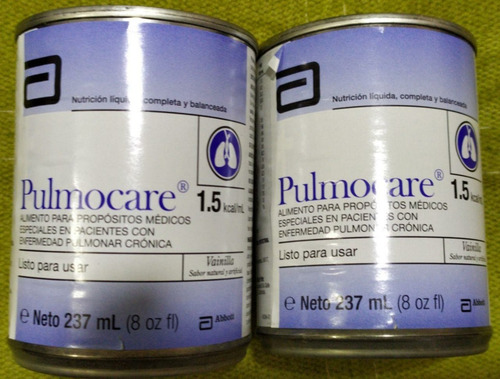 Nutrición líquida, completa y balanceada
Pulmocare®
1.5 kcal/mL
ALIMENTO PARA PROPÓSITOS MÉDICOS
ESPECIALES EN PACIENTES CON
ENFERMEDAD PULMONAR CRÓNICA
Listo para usar
Vainilla
Sabor natural y artificial
e Neto 237 mL (8 oz fl)
Abbott
Nutrición líquida, completa y balanceada
Pulmocare®
1.5
ALIMENTO PARA PROPÓSITOS MÉDICOS
ESPECIALES EN PACIENTES CON
ENFERMEDAD PULMONAR CRÓNICA
Listo para usar
Vainilla
Sabor natural y artificial
e Neto 237 mL (8 oz fl)
Abbott